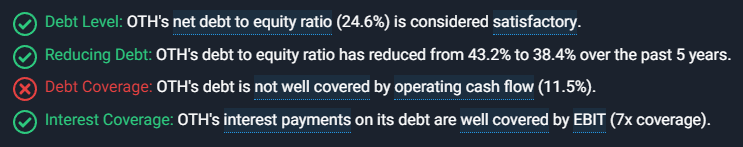 Debt Level: OTH's net debt to equity ratio (24.6%) is considered satisfactory.
Reducing Debt: OTH's debt to equity ratio has reduced from 43.2% to 38.4% over the past 5 years.
Debt Coverage: OTH's debt is not well covered by operating cash flow (11.5%).
Interest Coverage: OTH's interest payments on its debt are well covered by EBIT (7x coverage).